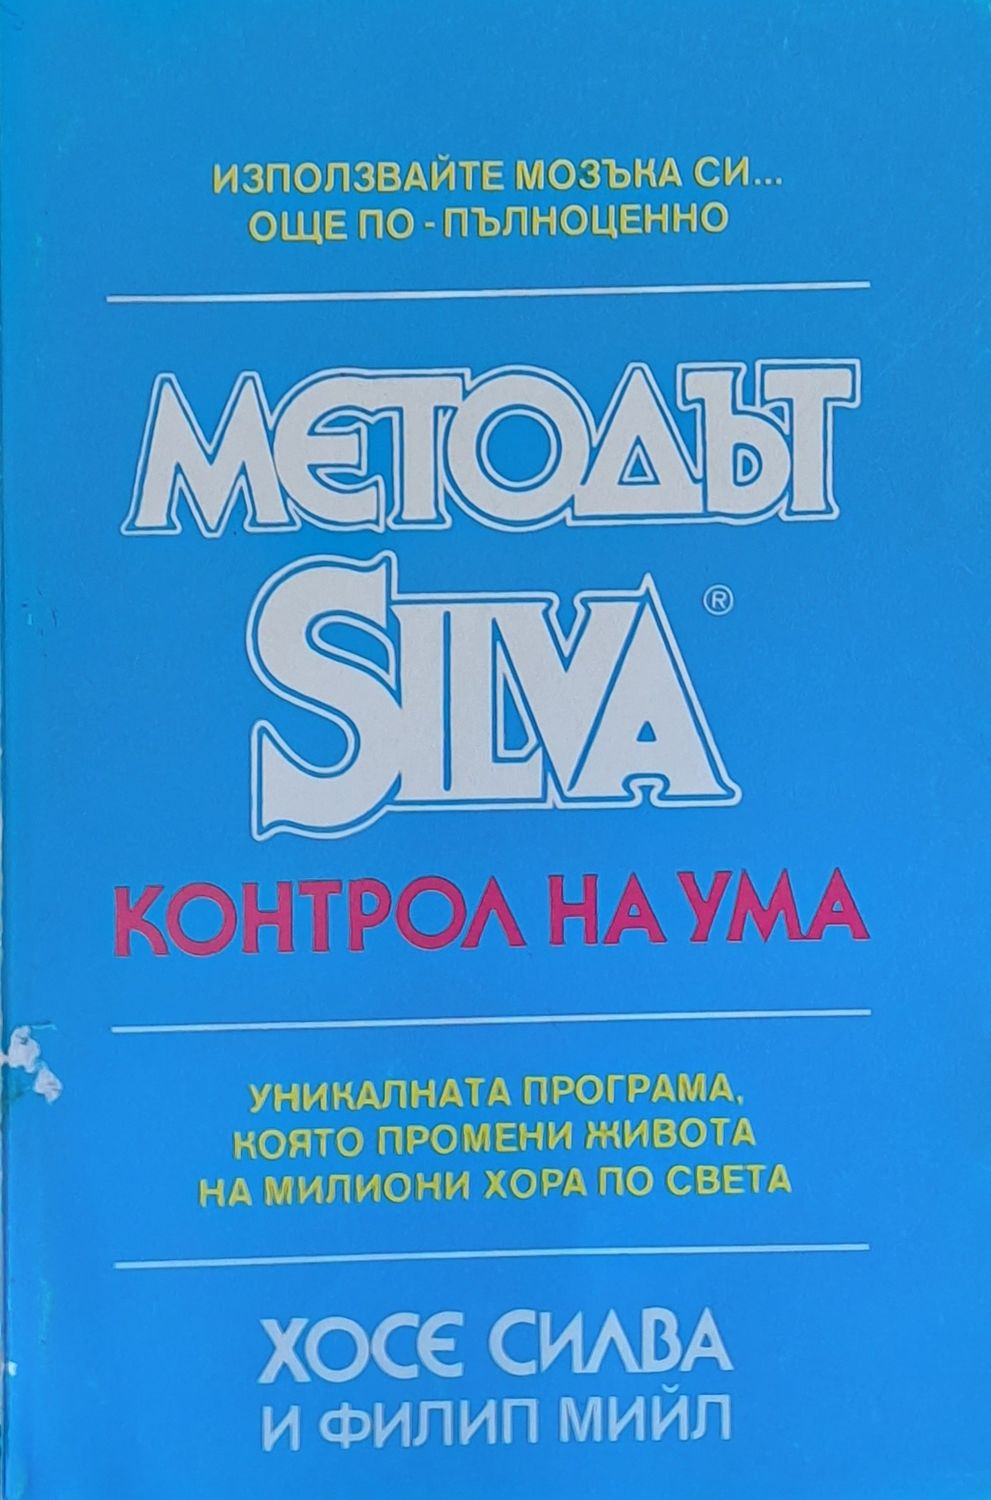 ИЗПОЛЗВАЙТЕ МОЗЪКА СИ...
ОЩЕ ПО - ПЪЛНОЦЕННО
МЕТОДЪТ
SILVA ®
КОНТРОЛ НА УМА
УНИКАЛНАТА ПРОГРАМА,
КОЯТО ПРОМЕНИ ЖИВОТА
НА МИЛИОНИ ХОРА ПО СВЕТА
ХОСЕ СИЛВА
И ФИЛИП МИЙЛ